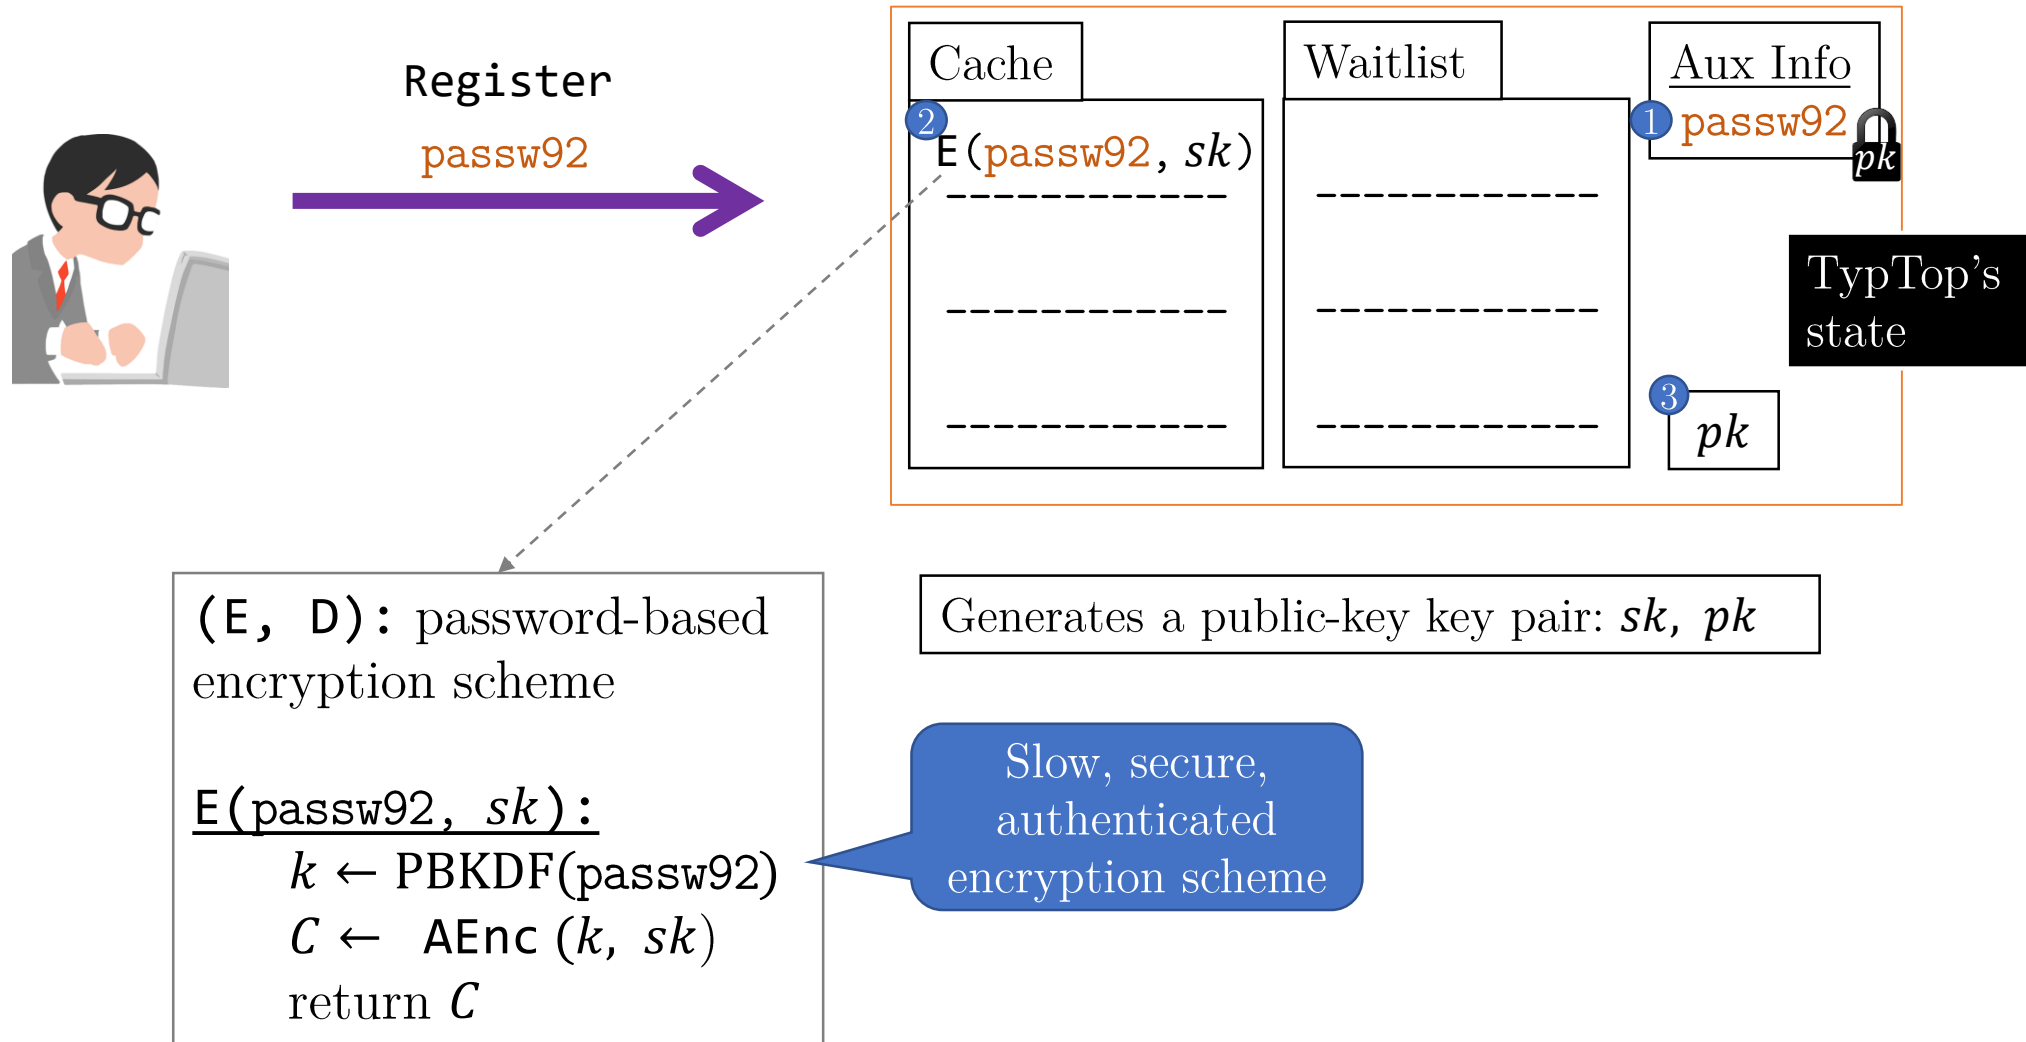 Register
passw92
Cache
2
E(passw92, sk)
Waitlist
Aux Info
1
passw92
pk
TypTop's
state
3
pk
(E, D): password-based
encryption scheme
E(passw92, sk):
k ← PBKDF(passw92)
C ← AEnc (k, sk)
return C
Generates a public-key key pair: sk, pk
Slow, secure,
authenticated
encryption scheme